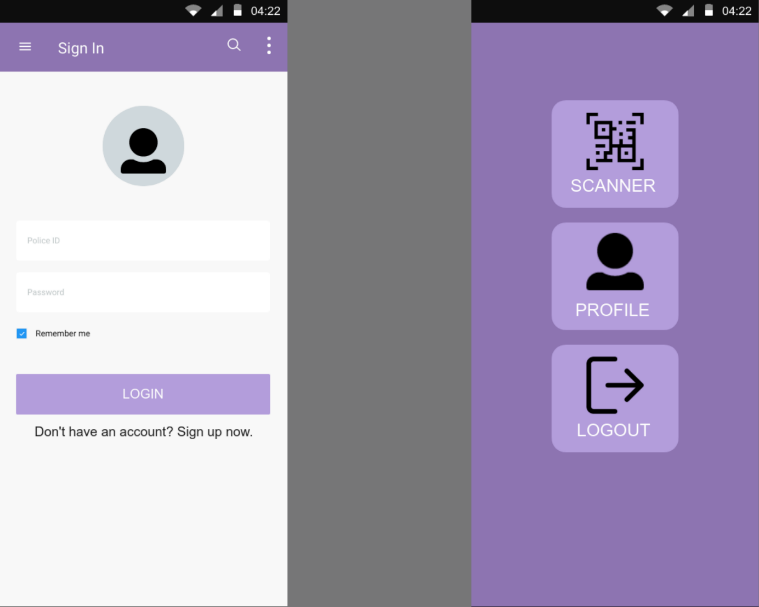 04:22
Sign In
Police ID
Password
Remember me
LOGIN
Don't have an account? Sign up now.
04:22
SCANNER
PROFILE
LOGOUT